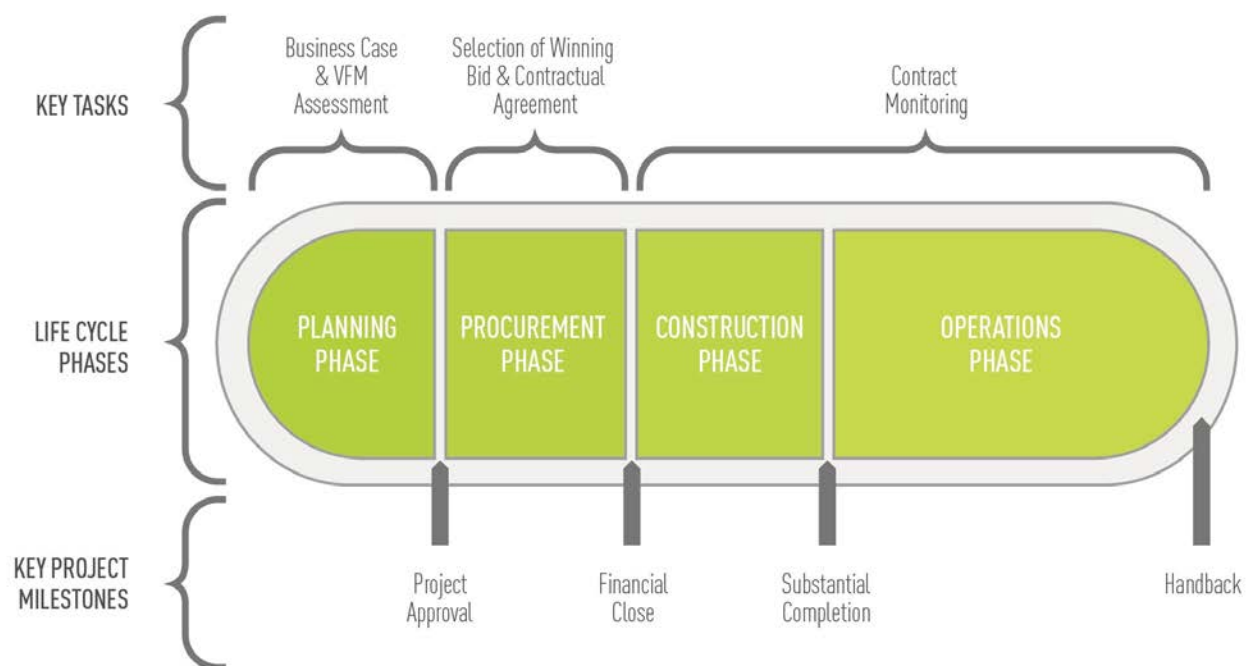 KEY TASKS
Business Case
& VFM
Assessment
Selection of Winning
Bid & Contractual
Agreement
Contract
Monitoring
LIFE CYCLE
PHASES
PLANNING
PHASE
PROCUREMENT
PHASE
CONSTRUCTION
PHASE
OPERATIONS
PHASE
KEY PROJECT
MILESTONES
Project
Approval
Financial
Close
Substantial
Completion
Handback